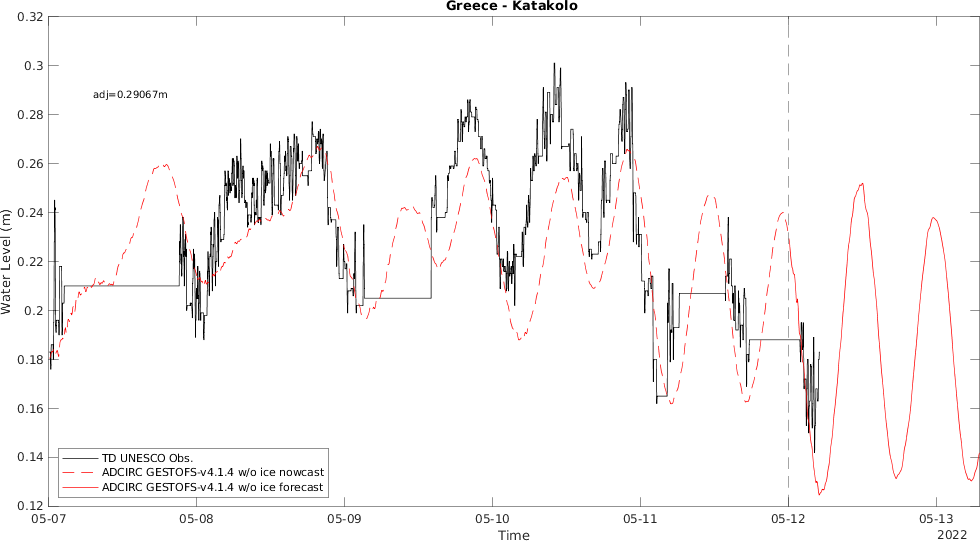 Greece - Katakolo
0.32
0.3
0.28
0.26
0.24
0.22
0.2
0.18
0.16
0.14
0.12
Water Level (m)
adj=0.29067m
TD UNESCO Obs.
ADCIRC GESTOFS-v4.1.4 w/o ice nowcast
ADCIRC GESTOFS-v4.1.4 w/o ice forecast
05-07 05-08 05-09 05-10 05-11 05-12 05-13
Time
2022